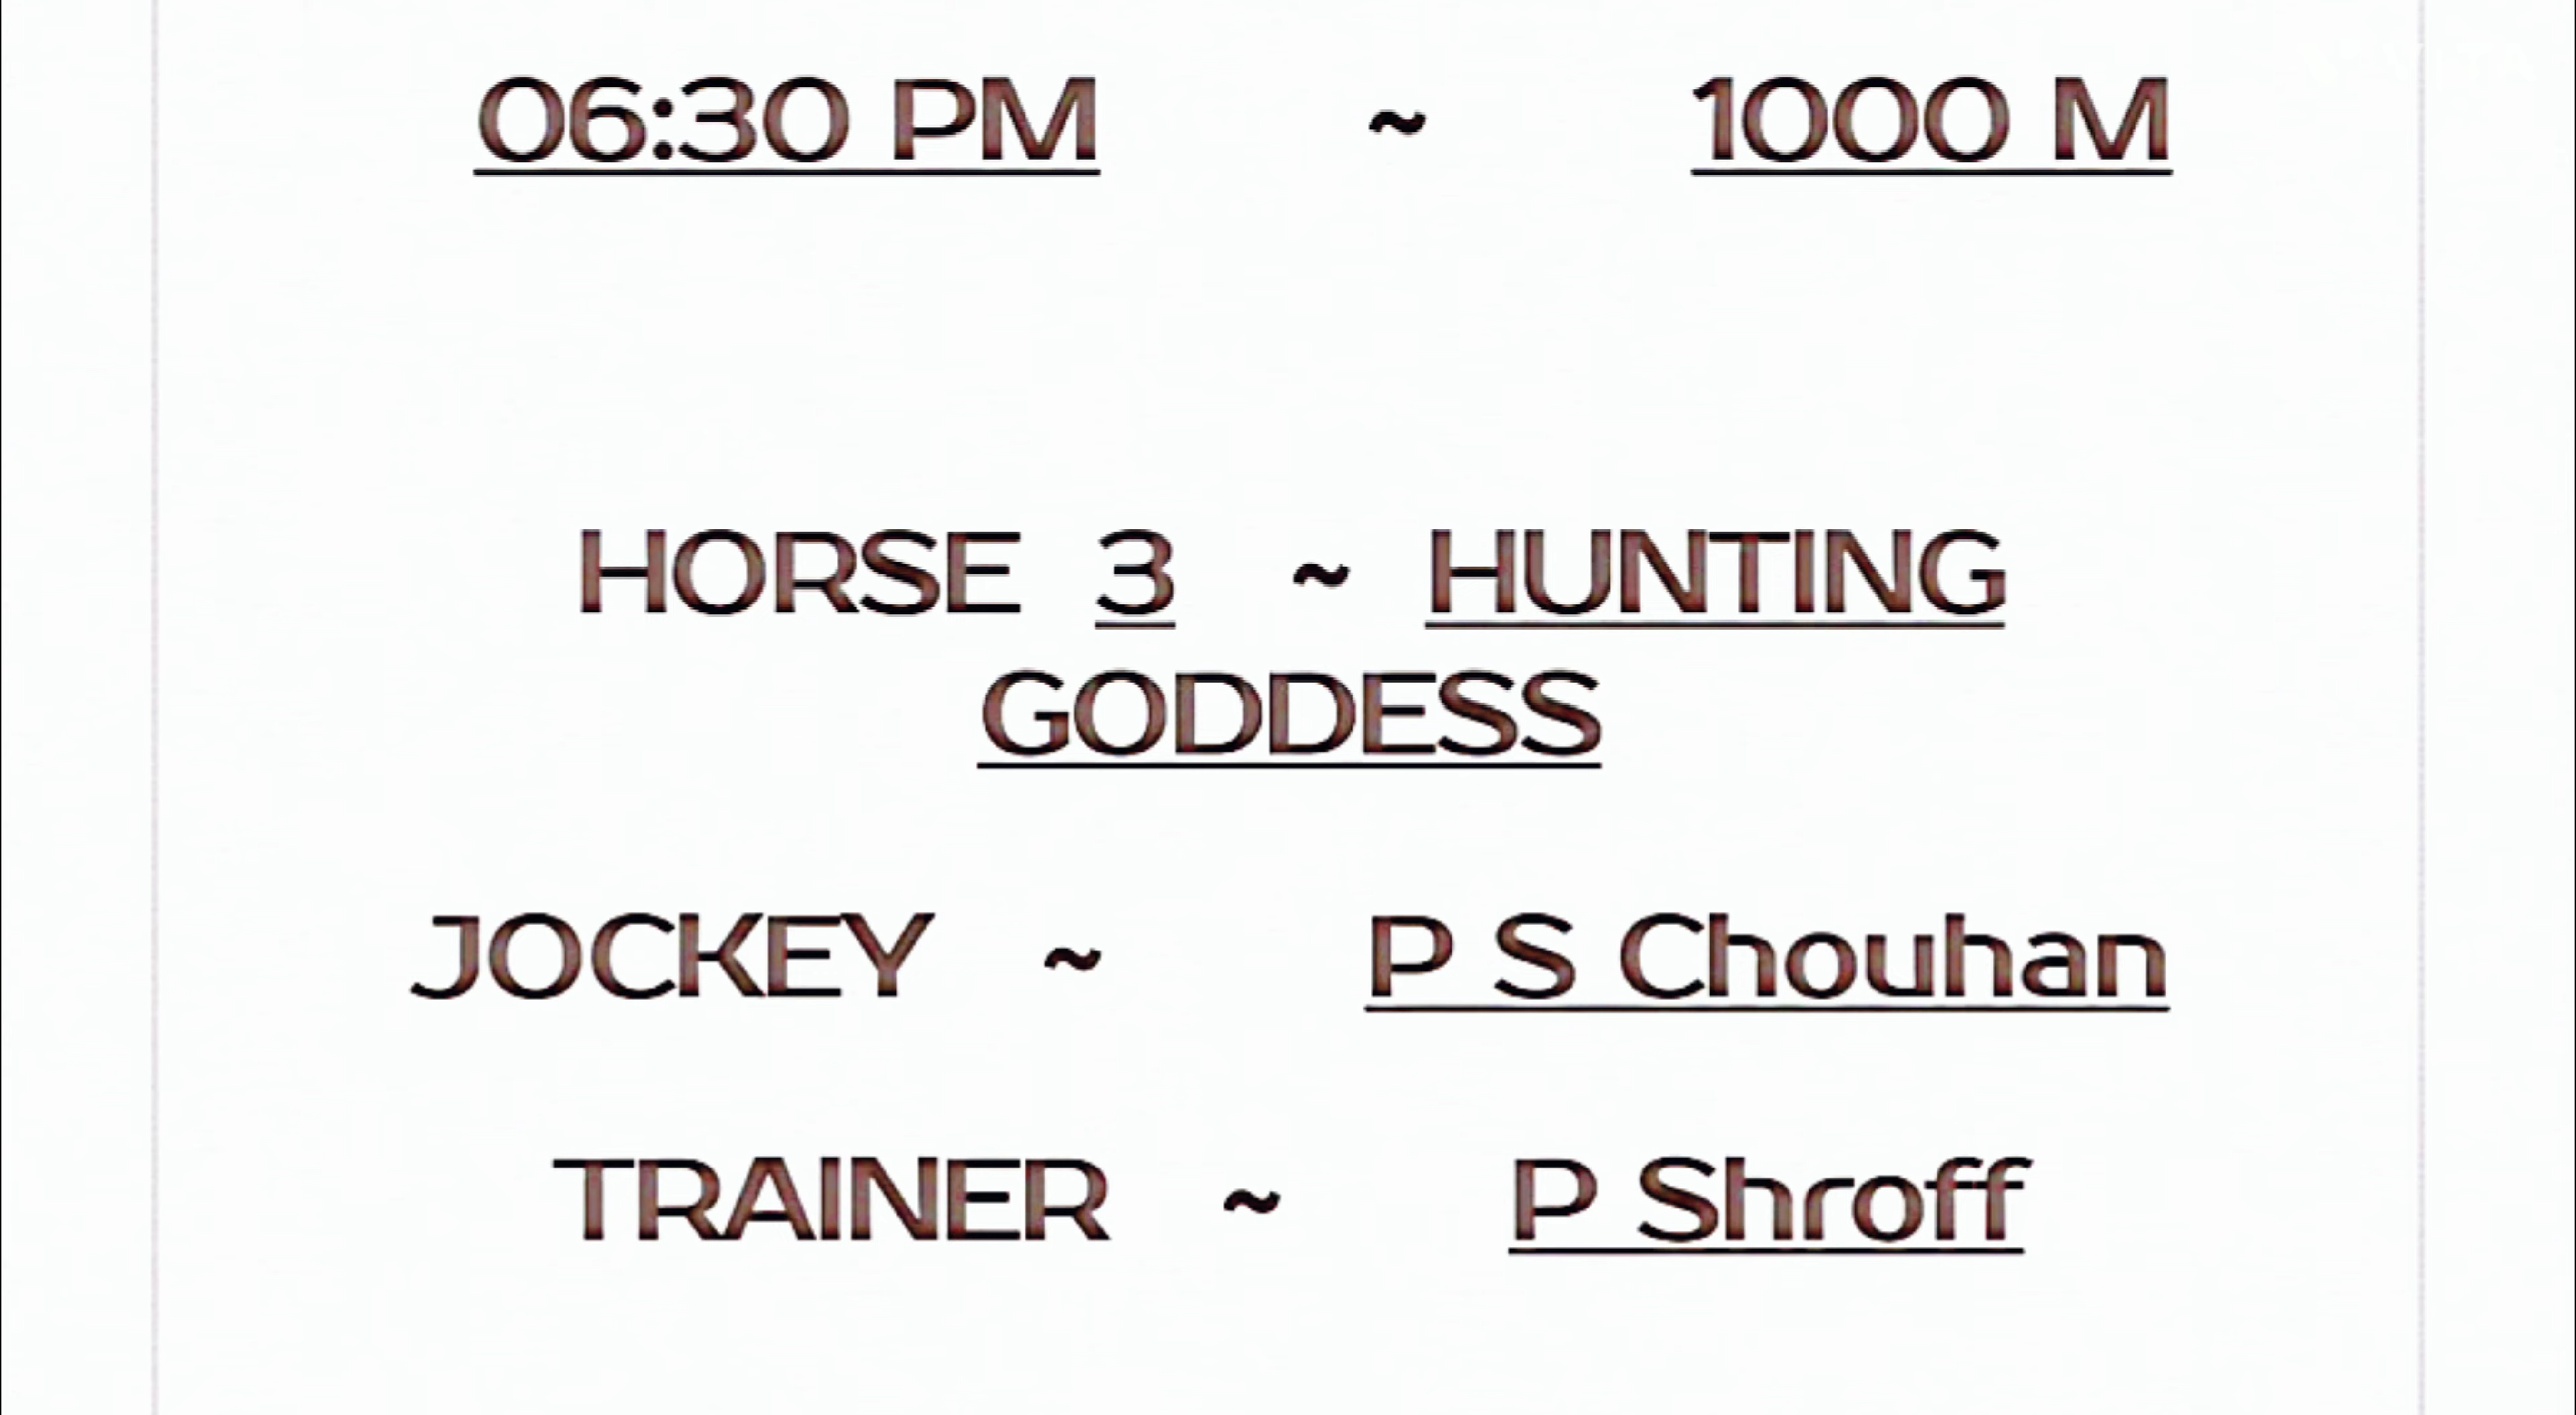 06:30 PM ~ 1000 M
HORSE 3 ~ HUNTING
GODDESS
JOCKEY ~ P S Chouhan
TRAINER ~ P Shroff